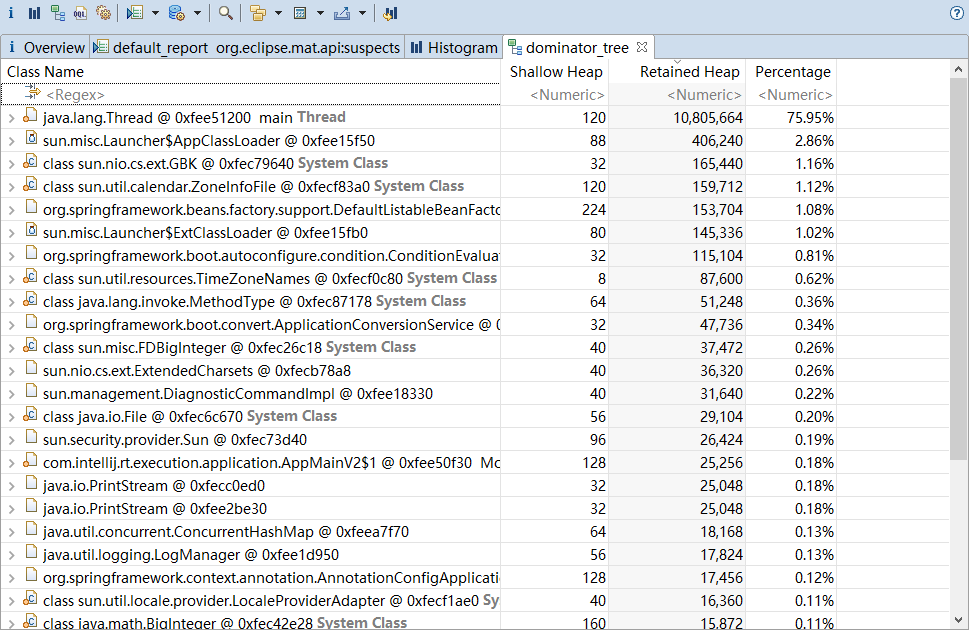 i OQL
?
i Overview default_report org.eclipse.mat.api:suspects Histogram dominator_tree
Class Name Shallow Heap Retained Heap Percentage
<Regex> <Numeric> <Numeric> <Numeric>
java.lang.Thread @ 0xfee51200 main Thread 120 10,805,664 75.95%
sun.misc.Launcher$AppClassLoader @ 0xfee15f50 88 406,240 2.86%
class sun.nio.cs.ext.GBK @ 0xfec79640 System Class 32 165,440 1.16%
class sun.util.calendar.ZoneInfoFile @ 0xfecf83a0 System Class 120 159,712 1.12%
org.springframework.beans.factory.support.DefaultListableBeanFacto 224 153,704 1.08%
sun.misc.Launcher$ExtClassLoader @ 0xfee15fb0 80 145,336 1.02%
org.springframework.boot.autoconfigure.condition.ConditionEvalua 32 115,104 0.81%
class sun.util.resources.TimeZoneNames @ 0xfecf0c80 System Class 8 87,600 0.62%
class java.lang.invoke.MethodType @ 0xfec87178 System Class 64 51,248 0.36%
org.springframework.boot.convert.ApplicationConversionService @ 0 32 47,736 0.34%
class sun.misc.FDBigInteger @ 0xfec26c18 System Class 40 37,472 0.26%
sun.nio.cs.ext.ExtendedCharsets @ 0xfecb78a8 40 36,320 0.26%
sun.management.DiagnosticCommandImpl @ 0xfee18330 40 31,640 0.22%
class java.io.File @ 0xfec6c670 System Class 56 29,104 0.20%
sun.security.provider.Sun @ 0xfec73d40 96 26,424 0.19%
com.intellij.rt.execution.application.AppMainV2$1 @ 0xfee50f30 Mo 128 25,256 0.18%
java.io.PrintStream @ 0xfecc0ed0 32 25,048 0.18%
java.io.PrintStream @ 0xfee2be30 32 25,048 0.18%
java.util.concurrent.ConcurrentHashMap @ 0xfeea7f70 64 18,168 0.13%
java.util.logging.LogManager @ 0xfee1d950 56 17,824 0.13%
org.springframework.context.annotation.AnnotationConfigApplicati 128 17,456 0.12%
class sun.util.locale.provider.LocaleProviderAdapter @ 0xfecf1ae0 Sy 40 16,360 0.11%
class java.math.BigInteger @ 0xfec42e28 System Class 160 15,872 0.11%